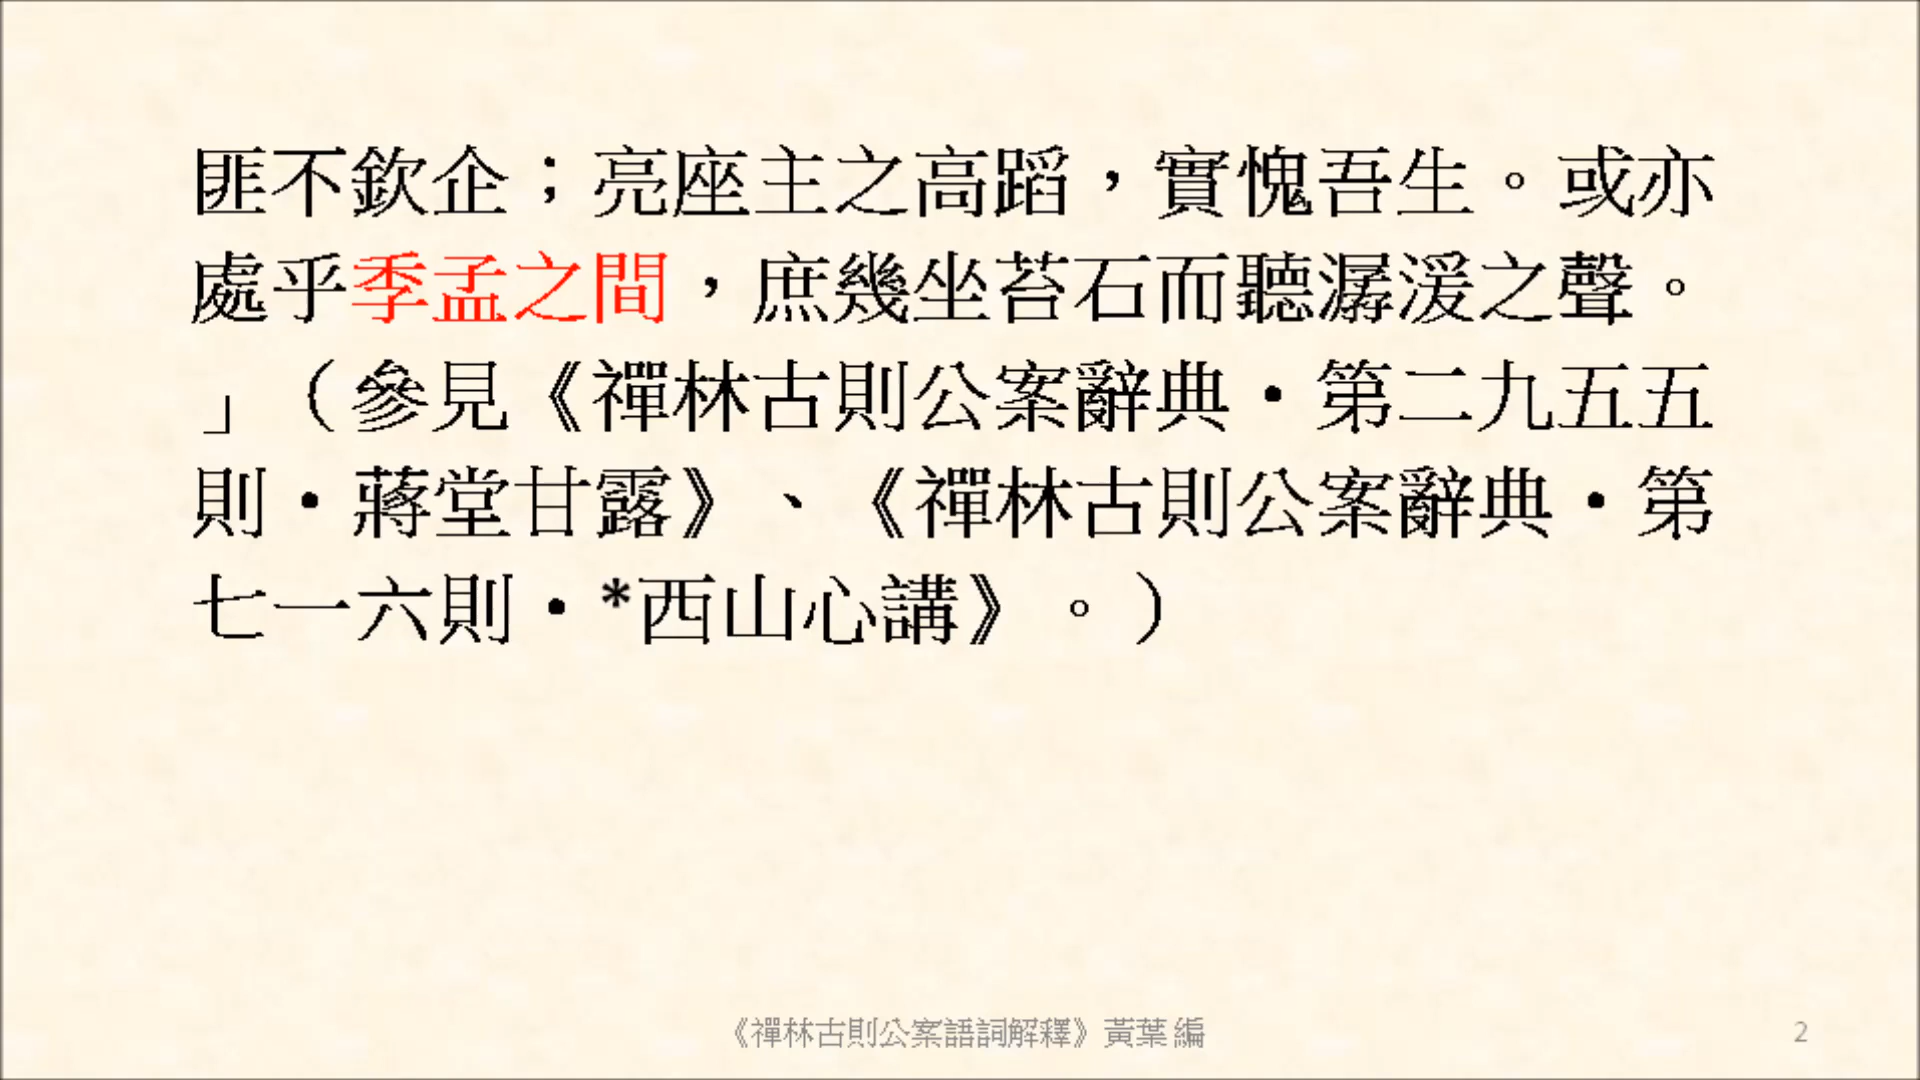 匪不欽企；亮座主之高蹈，實愧吾生。或亦
處乎季孟之間，庶幾坐苔石而聽潺湲之聲。
」（參見《禪林古則公案辭典•第二九五五
則•蔣堂甘露》、《禪林古則公案辭典•第
七一六則•*西山心講》。）
《禪林古則公案語詞解釋》黃葉 編
2